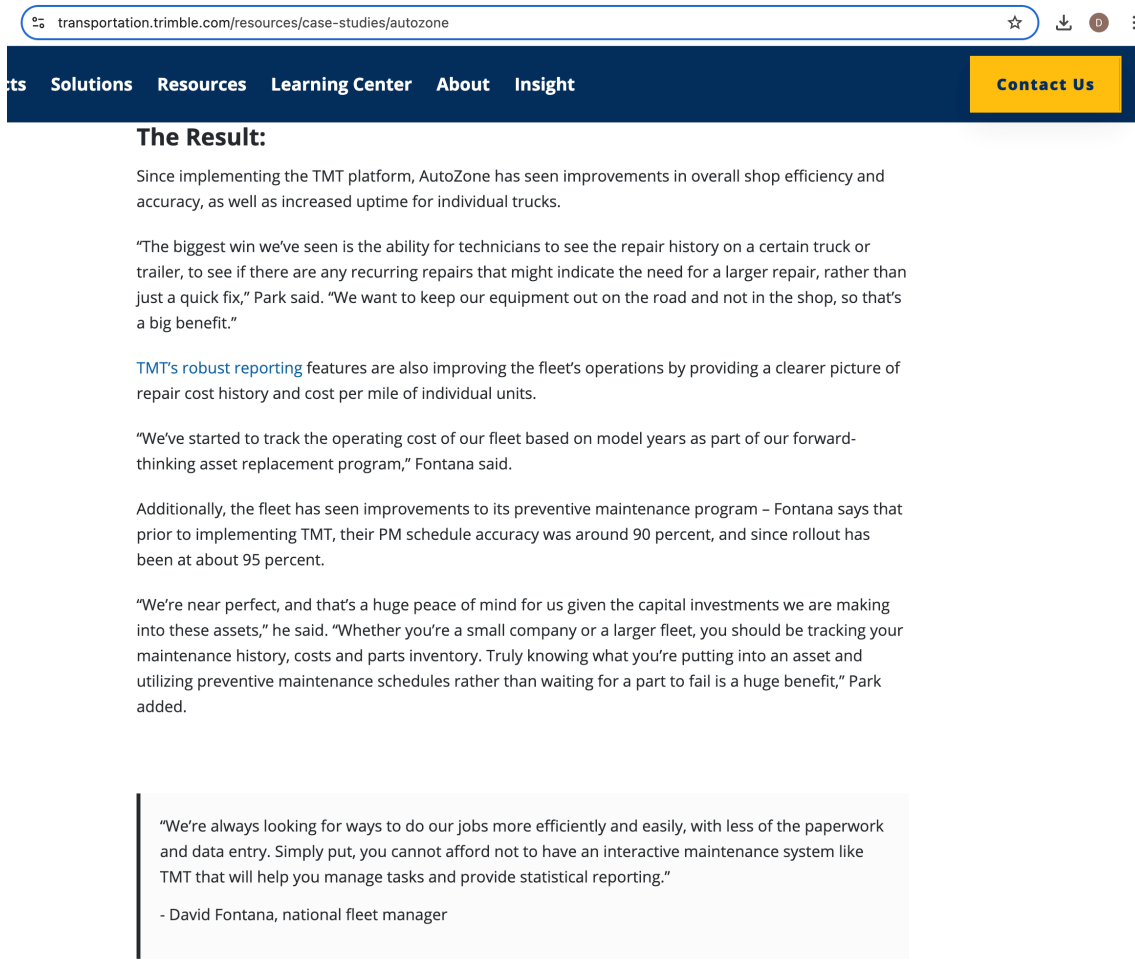 transportation.trimble.com/resources/case-studies/autozone
D
cts Solutions Resources Learning Center About Insight
Contact Us
The Result:
Since implementing the TMT platform, AutoZone has seen improvements in overall shop efficiency and
accuracy, as well as increased uptime for individual trucks.
“The biggest win we’ve seen is the ability for technicians to see the repair history on a certain truck or
trailer, to see if there are any recurring repairs that might indicate the need for a larger repair, rather than
just a quick fix,” Park said. “We want to keep our equipment out on the road and not in the shop, so that’s
a big benefit.”
TMT’s robust reporting features are also improving the fleet’s operations by providing a clearer picture of
repair cost history and cost per mile of individual units.
“We’ve started to track the operating cost of our fleet based on model years as part of our forward-
thinking asset replacement program,” Fontana said.
Additionally, the fleet has seen improvements to its preventive maintenance program – Fontana says that
prior to implementing TMT, their PM schedule accuracy was around 90 percent, and since rollout has
been at about 95 percent.
“We’re near perfect, and that’s a huge peace of mind for us given the capital investments we are making
into these assets,” he said. “Whether you’re a small company or a larger fleet, you should be tracking your
maintenance history, costs and parts inventory. Truly knowing what you’re putting into an asset and
utilizing preventive maintenance schedules rather than waiting for a part to fail is a huge benefit,” Park
added.
“We’re always looking for ways to do our jobs more efficiently and easily, with less of the paperwork
and data entry. Simply put, you cannot afford not to have an interactive maintenance system like
TMT that will help you manage tasks and provide statistical reporting.”
- David Fontana, national fleet manager